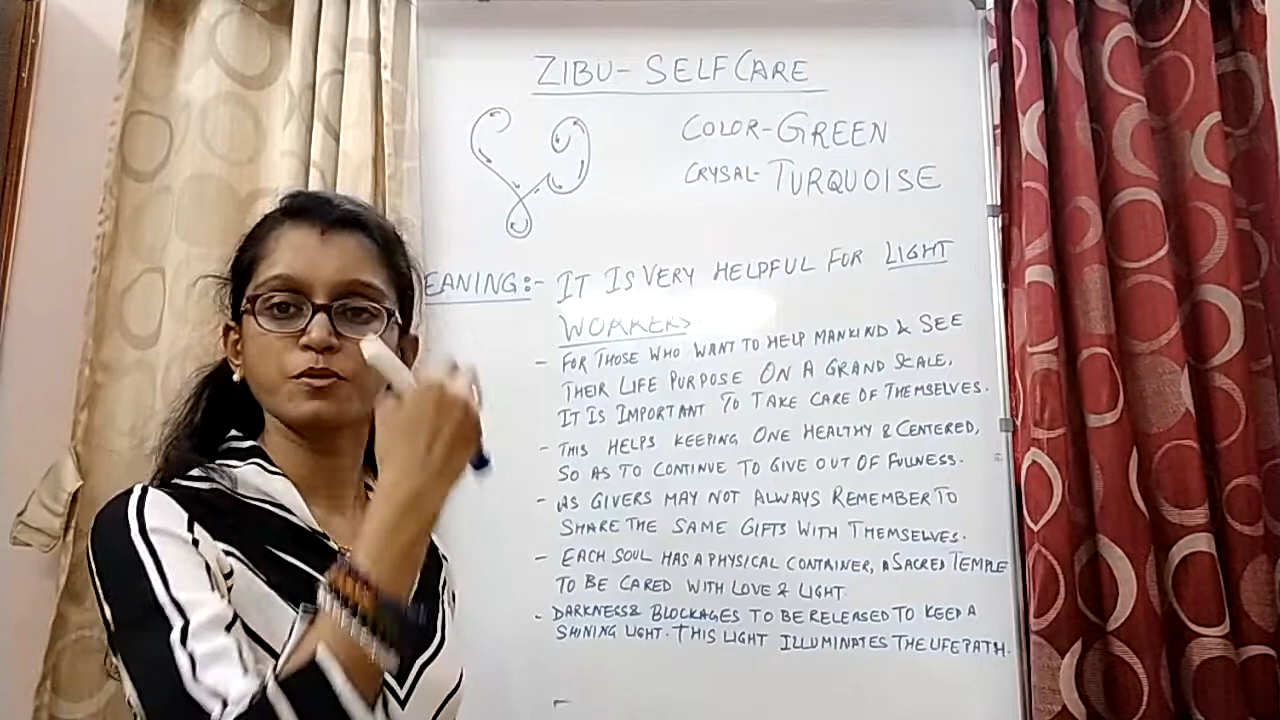 ZIBU- SELFCARE
COLOR-GREEN
CRYSAL-TURQUOISE
EANING:- IT IS VERY HELPFUL FOR LIGHT
WORKERS
- FOR THOSE WHO WANT TO HELP MANKIND & SEE
THEIR LIFE PURPOSE ON A GRAND SCALE,
IT IS IMPORTANT TO TAKE CARE OF THEMSELVES.
- THIS HELPS KEEPING ONE HEALTHY & CENTERED,
SO AS TO CONTINUE TO GIVE OUT OF FULLNESS.
- AS GIVERS MAY NOT ALWAYS REMEMBER TO
SHARE THE SAME GIFTS WITH THEMSELVES.
- EACH SOUL HAS A PHYSICAL CONTAINER, A SACRED TEMPLE
TO BE CARED WITH LOVE & LIGHT
- DARKNESS& BLOCKAGES TO BE RELEASED TO KEEP A
SHINING LIGHT. THIS LIGHT ILLUMINATES THE LIFE PATH.